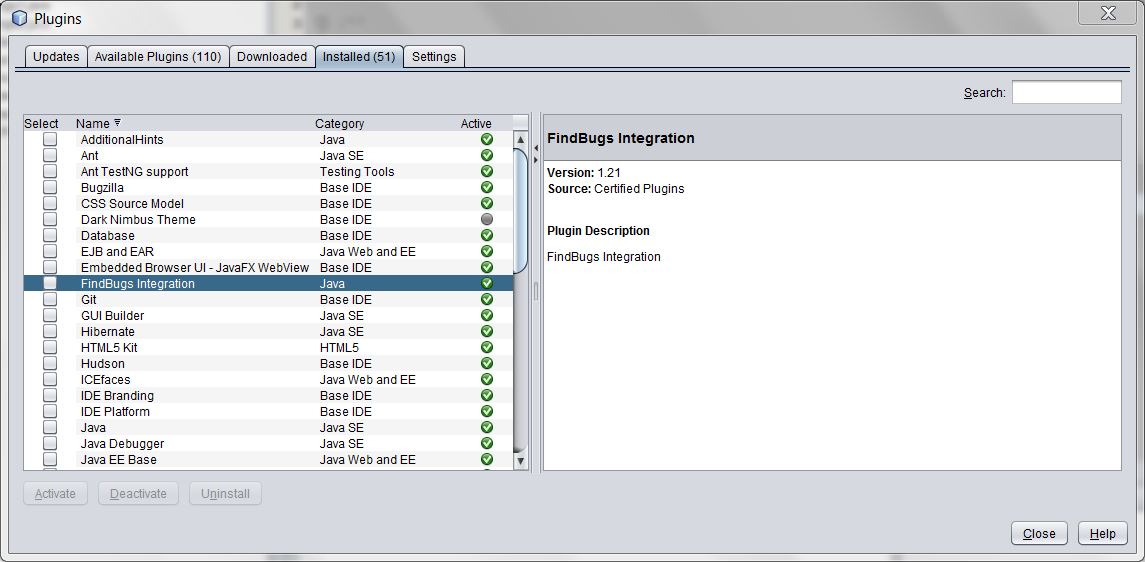 Plugins
Updates Available Plugins (110) Downloaded Installed (51) Settings
Search:
Select Name Category Active
AdditionalHints Java
Ant Java SE
Ant TestNG support Testing Tools
Bugzilla Base IDE
CSS Source Model Base IDE
Dark Nimbus Theme Base IDE
Database Base IDE
EJB and EAR Java Web and EE
Embedded Browser UI - JavaFX WebView Base IDE
FindBugs Integration Java
Git Base IDE
GUI Builder Java SE
Hibernate Java SE
HTML5 Kit HTML5
Hudson Base IDE
ICEfaces Java Web and EE
IDE Branding Base IDE
IDE Platform Base IDE
Java Java SE
Java Debugger Java SE
Java EE Base Java Web and EE
FindBugs Integration
Version: 1.21
Source: Certified Plugins
Plugin Description
FindBugs Integration
Activate Deactivate Uninstall
Close Help